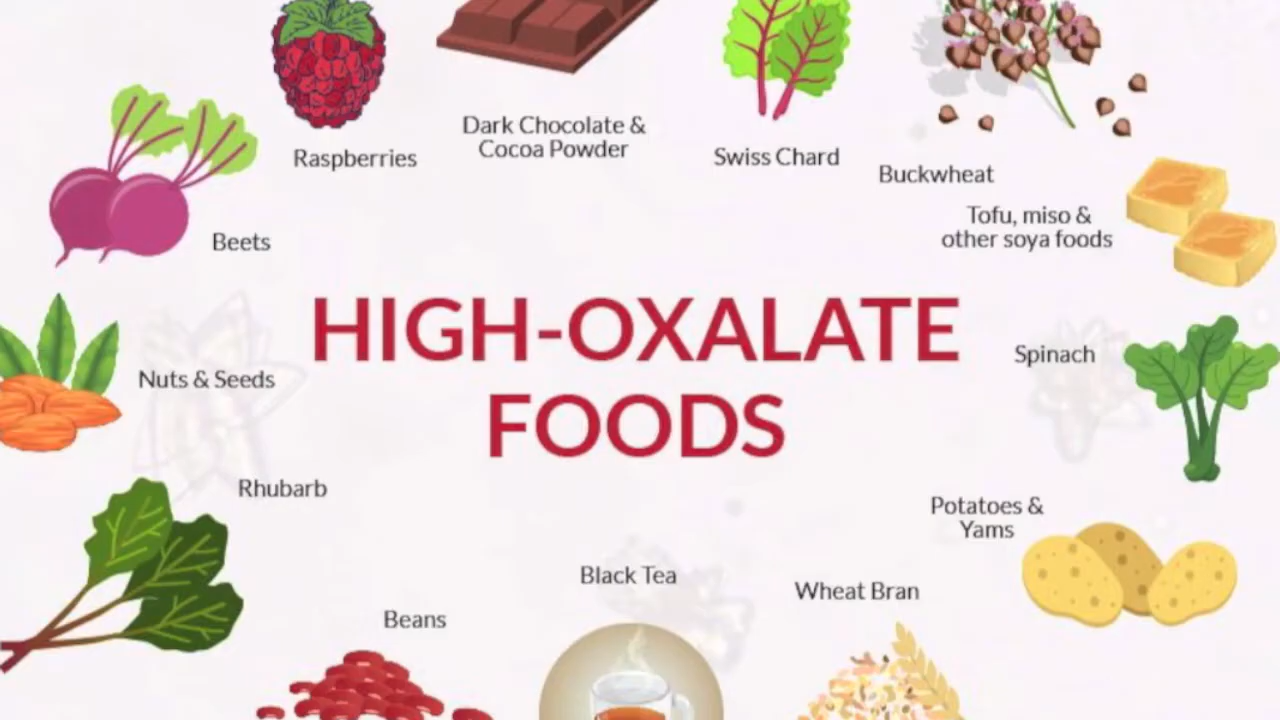 Dark Chocolate &
Cocoa Powder
Raspberries
Swiss Chard
Buckwheat
Tofu, miso &
other soya foods
Beets
HIGH-OXALATE
FOODS
Spinach
Nuts & Seeds
Rhubarb
Potatoes &
Yams
Black Tea
Wheat Bran
Beans